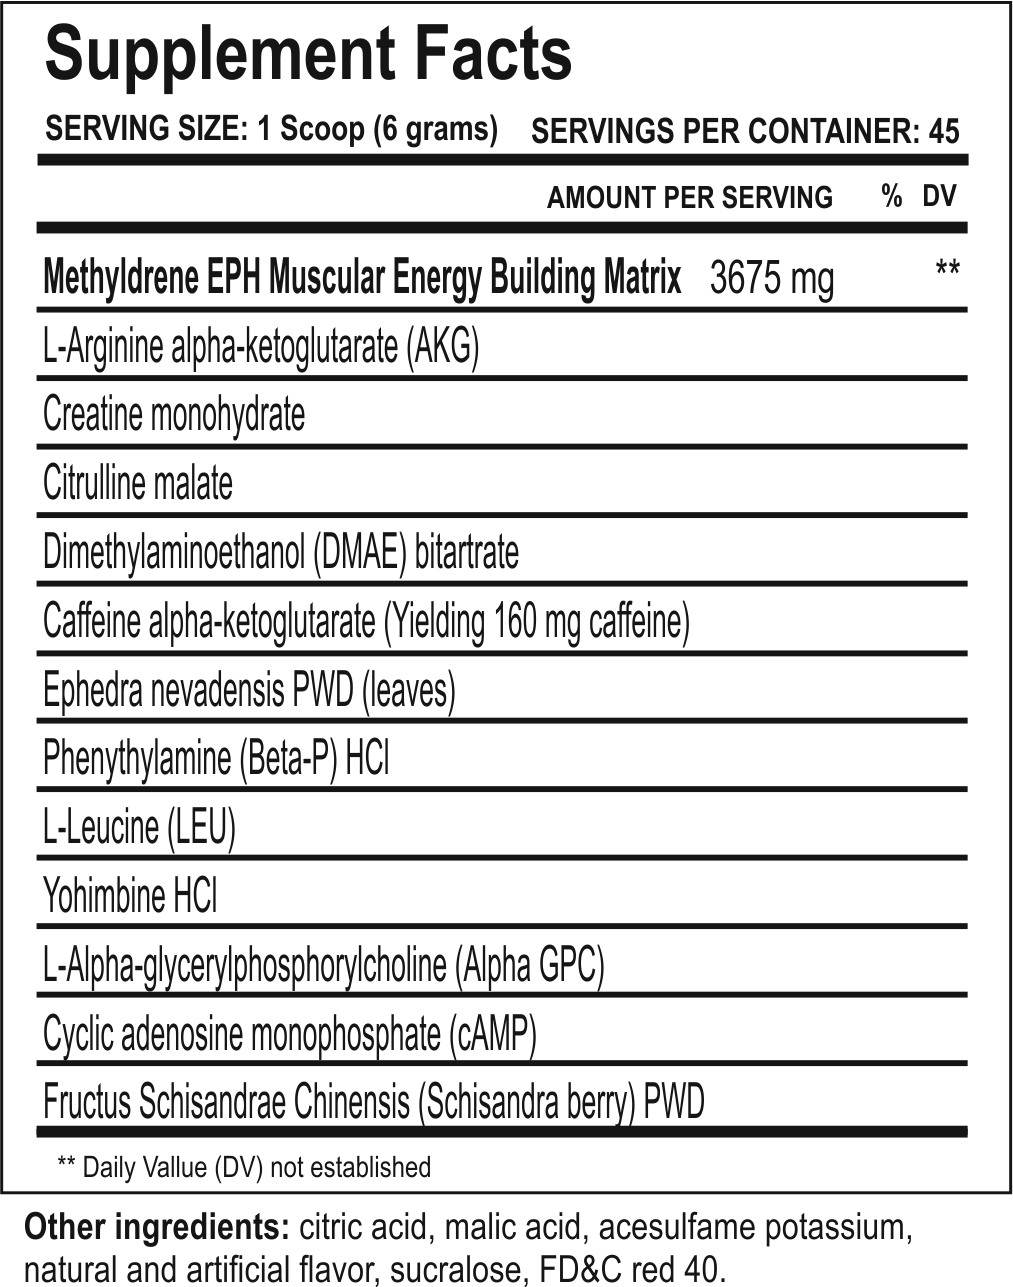 Supplement Facts
SERVING SIZE: 1 Scoop (6 grams) SERVINGS PER CONTAINER: 45
AMOUNT PER SERVING % DV
Methyldrene EPH Muscular Energy Building Matrix 3675 mg **
L-Arginine alpha-ketoglutarate (AKG)
Creatine monohydrate
Citrulline malate
Dimethylaminoethanol (DMAE) bitartrate
Caffeine alpha-ketoglutarate (Yielding 160 mg caffeine)
Ephedra nevadensis PWD (leaves)
Phenythylamine (Beta-P) HCl
L-Leucine (LEU)
Yohimbine HCl
L-Alpha-glycerylphosphorylcholine (Alpha GPC)
Cyclic adenosine monophosphate (cAMP)
Fructus Schisandrae Chinensis (Schisandra berry) PWD
** Daily Vallue (DV) not established
Other ingredients: citric acid, malic acid, acesulfame potassium,
natural and artificial flavor, sucralose, FD&C red 40.